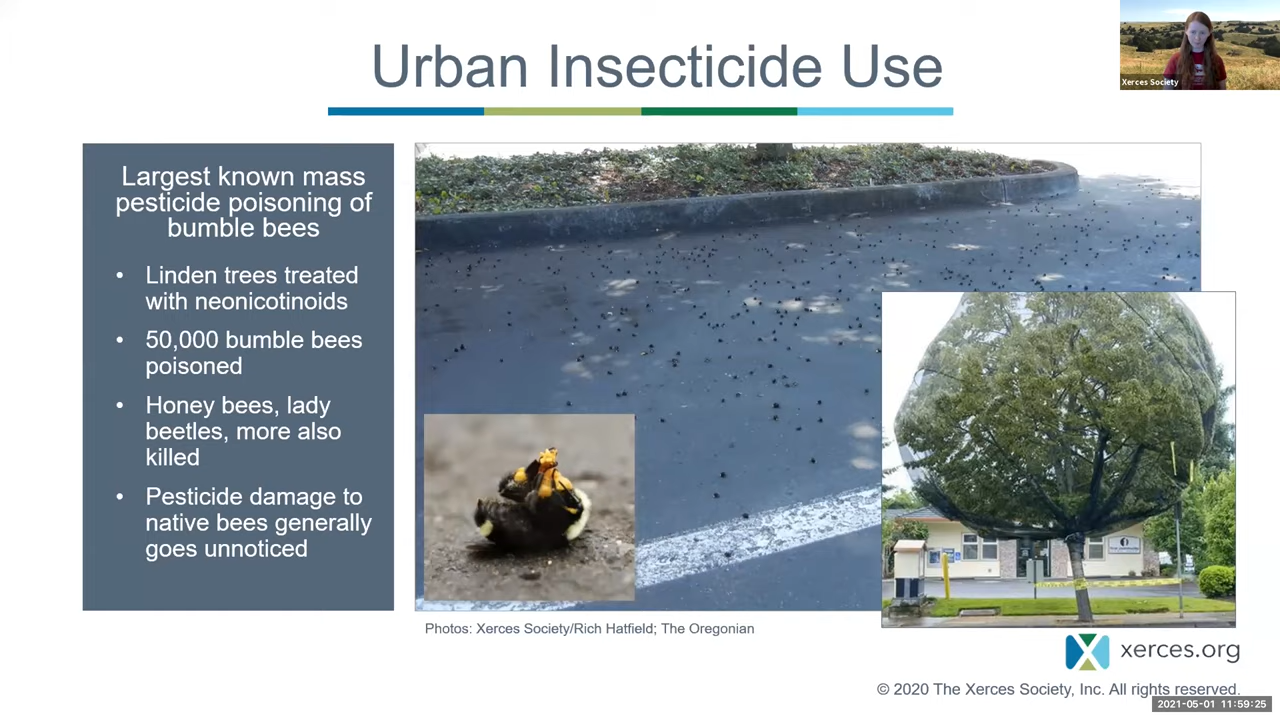 Urban Insecticide Use
Xerces Society
Largest known mass
pesticide poisoning of
bumble bees
• Linden trees treated
with neonicotinoids
• 50,000 bumble bees
poisoned
• Honey bees, lady
beetles, more also
killed
• Pesticide damage to
native bees generally
goes unnoticed
Photos: Xerces Society/Rich Hatfield; The Oregonian
xerces.org
© 2020 The Xerces Society, Inc. All rights reserved.
2021-05-01 11:59:25